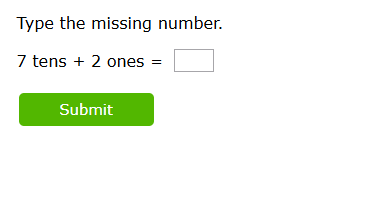 Type the missing number.
7 tens + 2 ones =
Submit